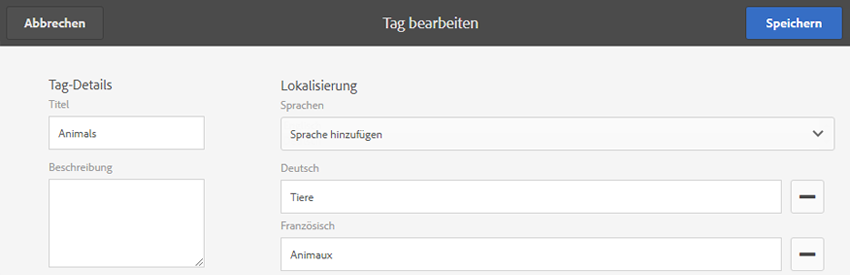 Abbrechen
Tag bearbeiten
Speichern
Tag-Details
Titel
Animals
Beschreibung
Lokalisierung
Sprachen
Sprache hinzufügen
Deutsch
Tiere
Französisch
Animaux